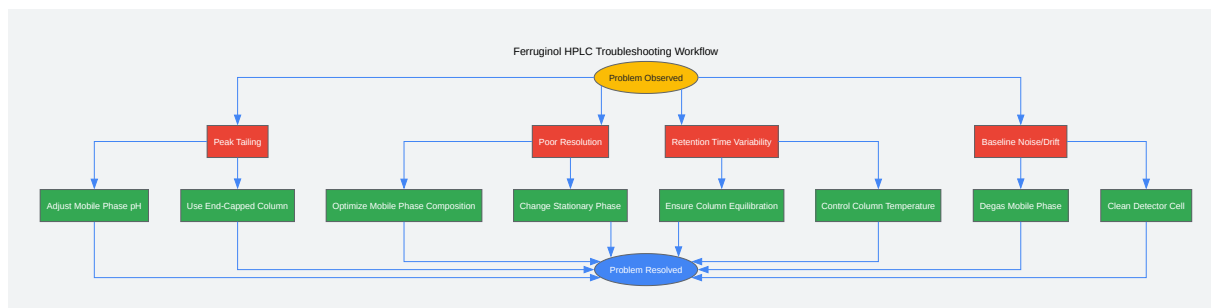 Ferruginol HPLC Troubleshooting Workflow
Problem Observed
Peak Tailing
Poor Resolution
Retention Time Variability
Baseline Noise/Drift
Adjust Mobile Phase pH
Use End-Capped Column
Optimize Mobile Phase Composition
Change Stationary Phase
Ensure Column Equilibration
Control Column Temperature
Degas Mobile Phase
Clean Detector Cell
Problem Resolved